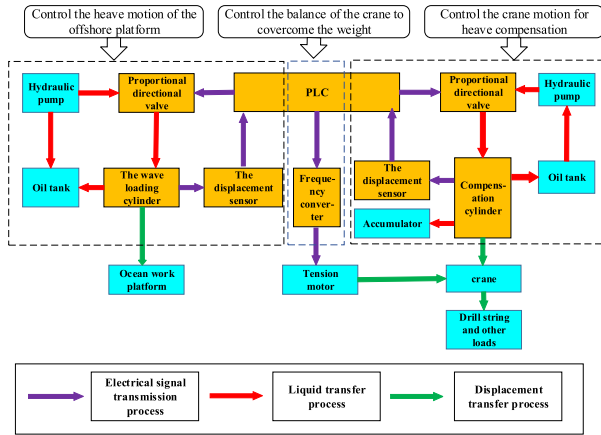 Control the heave motion of the
offshore platform
Control the balance of the crane to
covercome the weight
Control the crane motion for
heave compensation
Hydraulic
pump
Proportional
directional
valve
PLC
Proportional
directional
valve
Hydraulic
pump
Oil tank
The wave
loading
cylinder
The
displacement
sensor
Frequ-
ency
conver-
ter
The
displacement
sensor
Accumulator
Compens-
ation
cylinder
Oil tank
Ocean work
platform
Tension
motor
crane
Drill string
and other
loads
Electrical signal
transmission
process
Liquid transfer
process
Displacement
transfer process